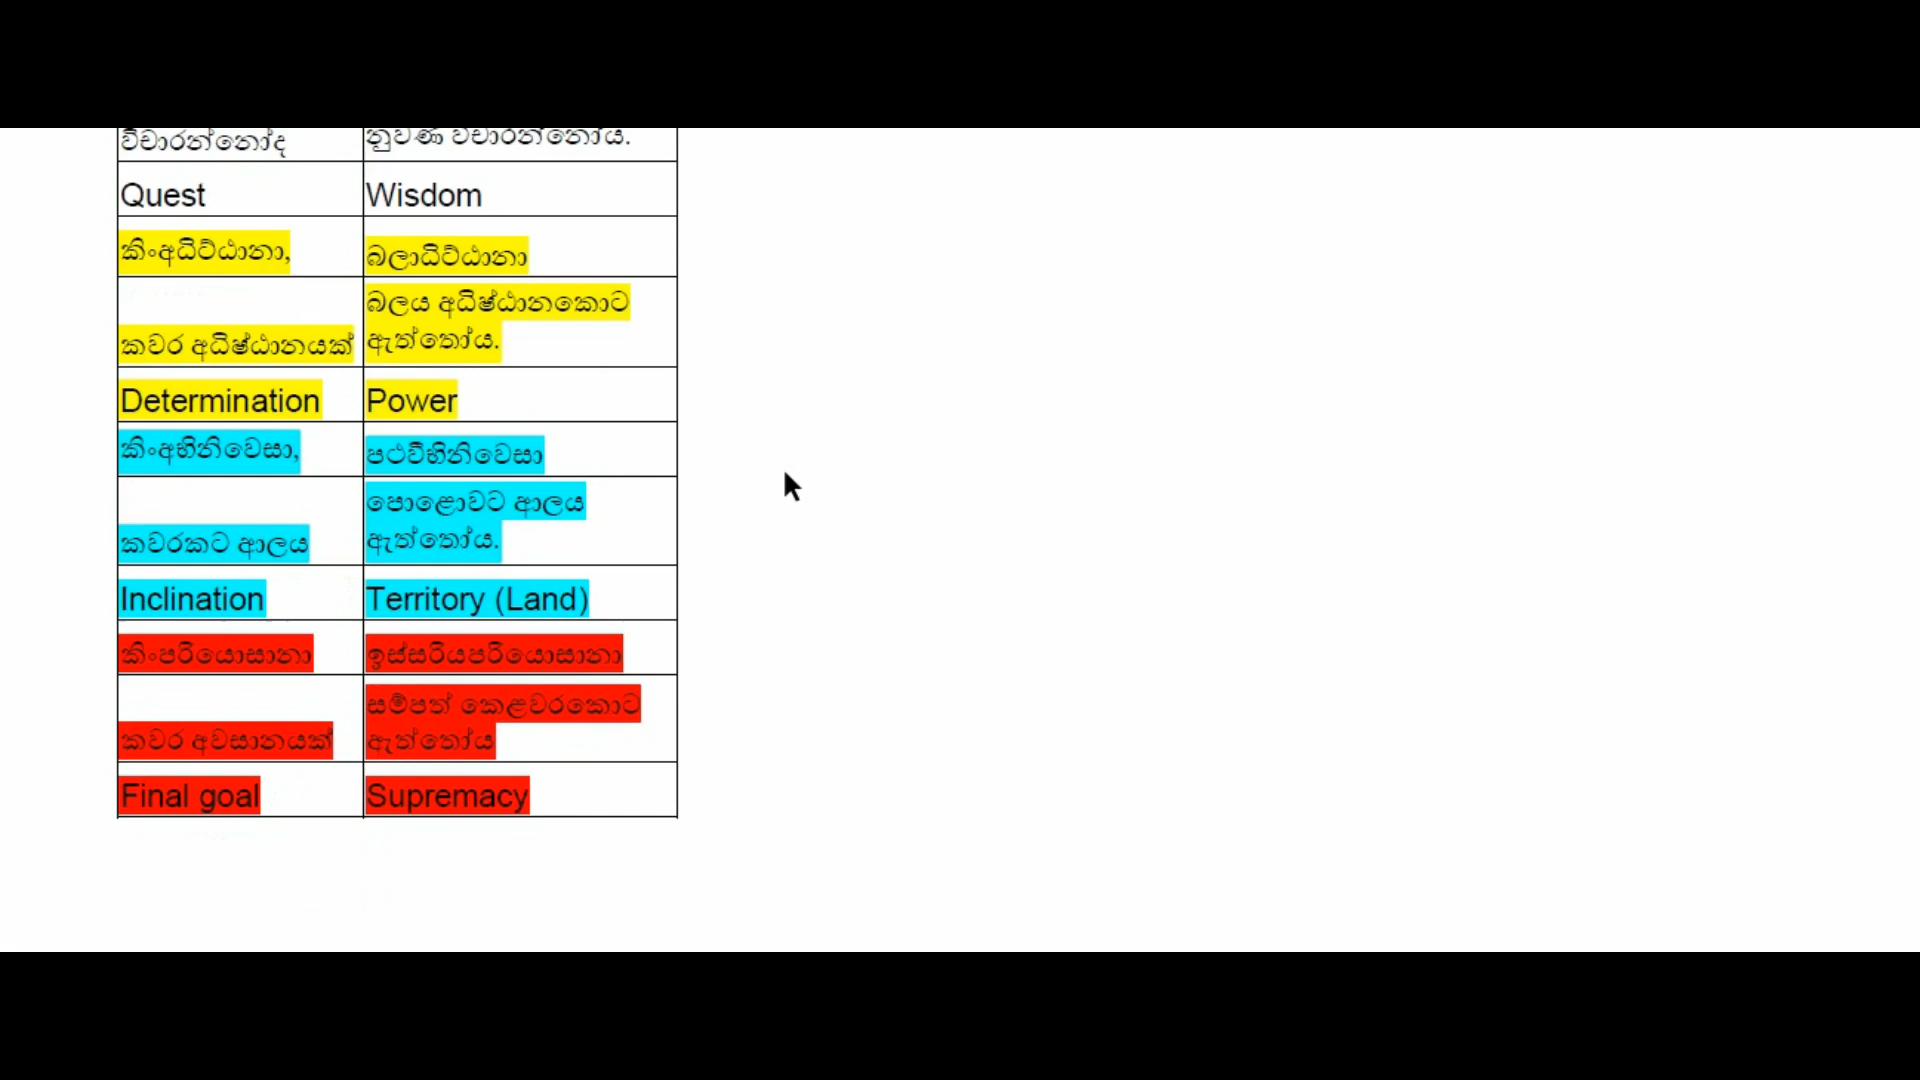 විචාරන්නෝද
නුවණ විචාරන්නෝය.
Quest
Wisdom
කිංඅධිට්ඨානා,
බලාධිට්ඨානා
කවර අධිෂ්ඨානයක්
බලය අධිෂ්ඨානකොට
ඇත්තෝය.
Determination
Power
කිංඅභිනිවෙසා,
පථවීභිනිවෙසා
කවරකට ආලය
පොළොවට ආලය
ඇත්තෝය.
Inclination
Territory (Land)
කිංපරියොසානා
ඉස්සරියපරියොසානා
කවර අවසානයක්
සම්පත් කෙළවරකොට
ඇත්තෝය
Final goal
Supremacy